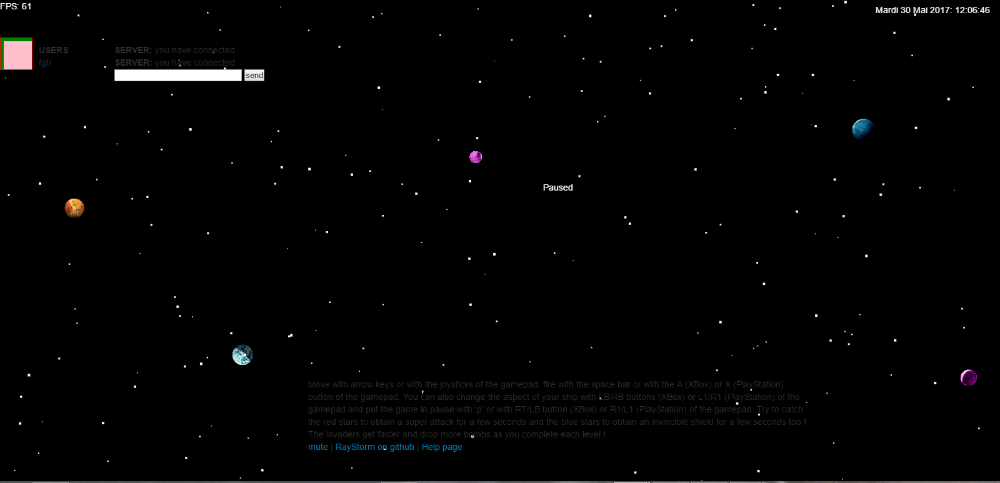 FPS: 61
Mardi 30 Mai 2017: 12:06:46
USERS
fgh
SERVER: you have connected
SERVER: you have connected
send
Paused
Move with arrow keys or with the joysticks of the gamepad, fire with the space bar or with the A (XBox) or X (PlayStation)
button of the gamepad. You can also change the aspect of your ship with LB/RB buttons (XBox) or L1/R1 (PlayStation) of the
gamepad and put the game in pause with 'p' or with RT/LB button (XBox) or R1/L1 (PlayStation) of the gamepad. Try to catch
the red stars to obtain a super attack for a few seconds and the blue stars to obtain an invincible shield for a few seconds too !
The invaders get faster and drop more bombs as you complete each level !
mute | RayStorm on github | Help page